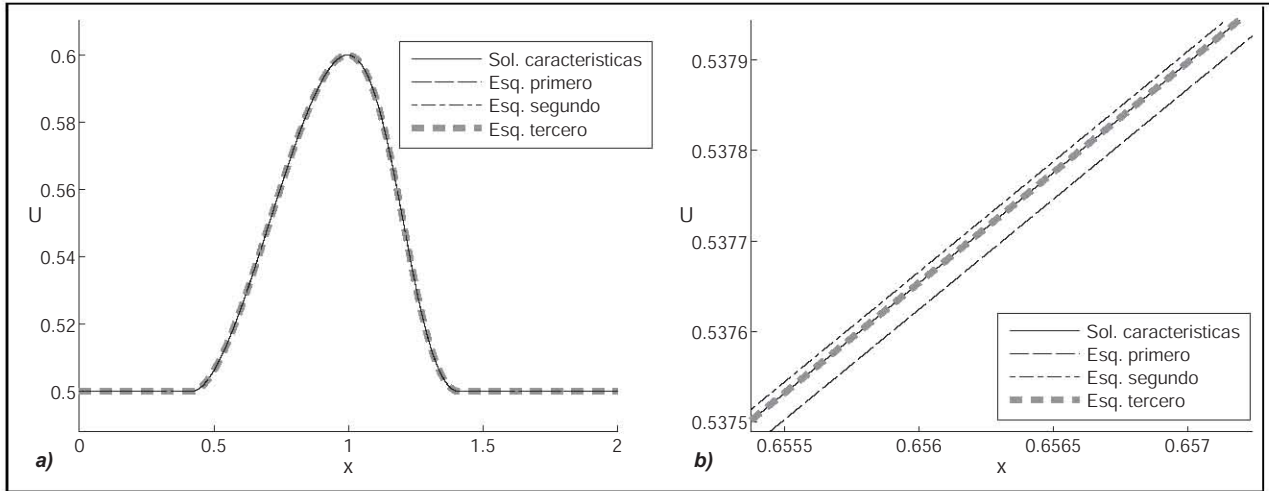 0.6
0.58
0.56
U
0.54
0.52
0.5
0
0.5
1
1.5
2
x
a)
Sol. caracteristicas
Esq. primero
Esq. segundo
Esq. tercero
0.5379
0.5378
U
0.5377
0.5376
0.5375
0.6555
0.656
0.6565
0.657
x
b)
Sol. caracteristicas
Esq. primero
Esq. segundo
Esq. tercero